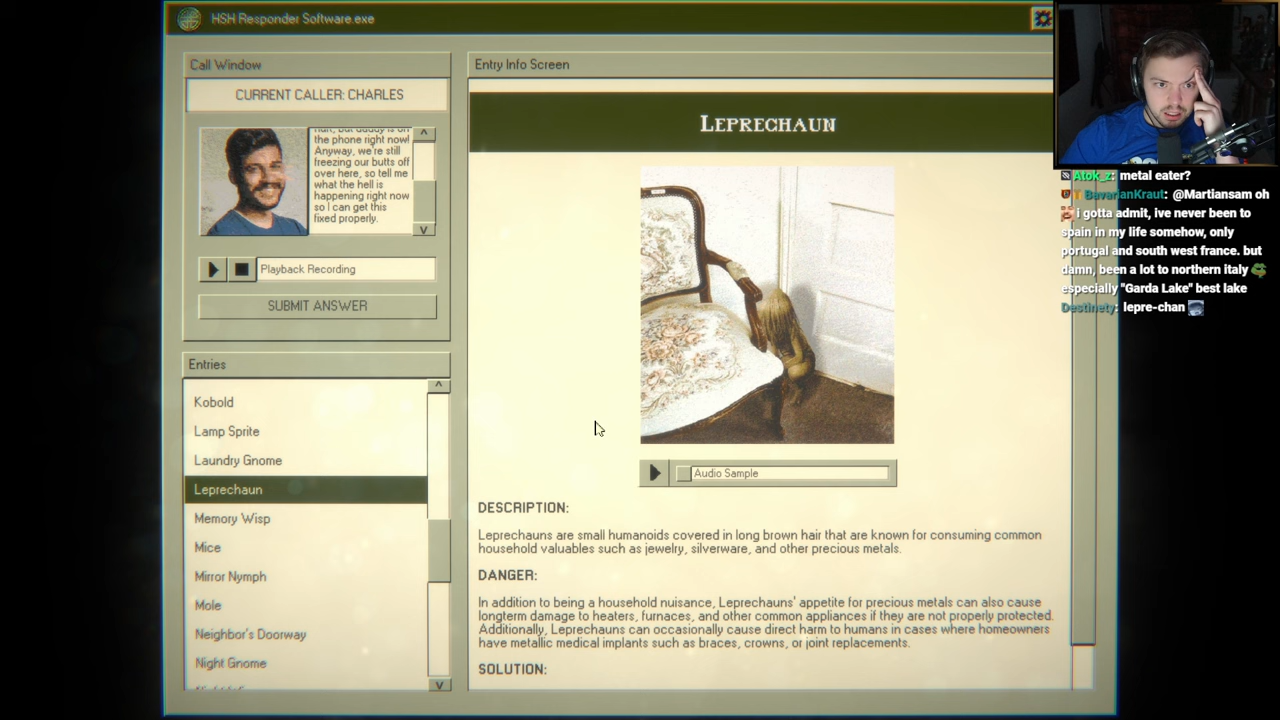 HSH Responder Software.exe
Call Window
CURRENT CALLER: CHARLES
the phone right now!
Anyway, we're still
freezing our butts off
over here, so tell me
what the hell is
happening right now
so I can get this
fixed properly.
Playback Recording
SUBMIT ANSWER
Entries
Kobold
Lamp Sprite
Laundry Gnome
Leprechaun
Memory Wisp
Mice
Mirror Nymph
Mole
Neighbor's Doorway
Night Gnome
Entry Info Screen
LEPRECHAUN
Audio Sample
DESCRIPTION:
Leprechauns are small humanoids covered in long brown hair that are known for consuming common
household valuables such as jewelry, silverware, and other precious metals.
DANGER:
In addition to being a household nuisance, Leprechauns' appetite for precious metals can also cause
longterm damage to heaters, furnaces, and other common appliances if they are not properly protected.
Additionally, Leprechauns can occasionally cause direct harm to humans in cases where homeowners
have metallic medical implants such as braces, crowns, or joint replacements.
SOLUTION:
Atok_z: metal eater?
BavarianKraut: @Martiansam oh
i gotta admit, ive never been to
spain in my life somehow, only
portugal and south west france. but
damn, been a lot to northern italy
especially "Garda Lake" best lake
Destinety: lepre-chan